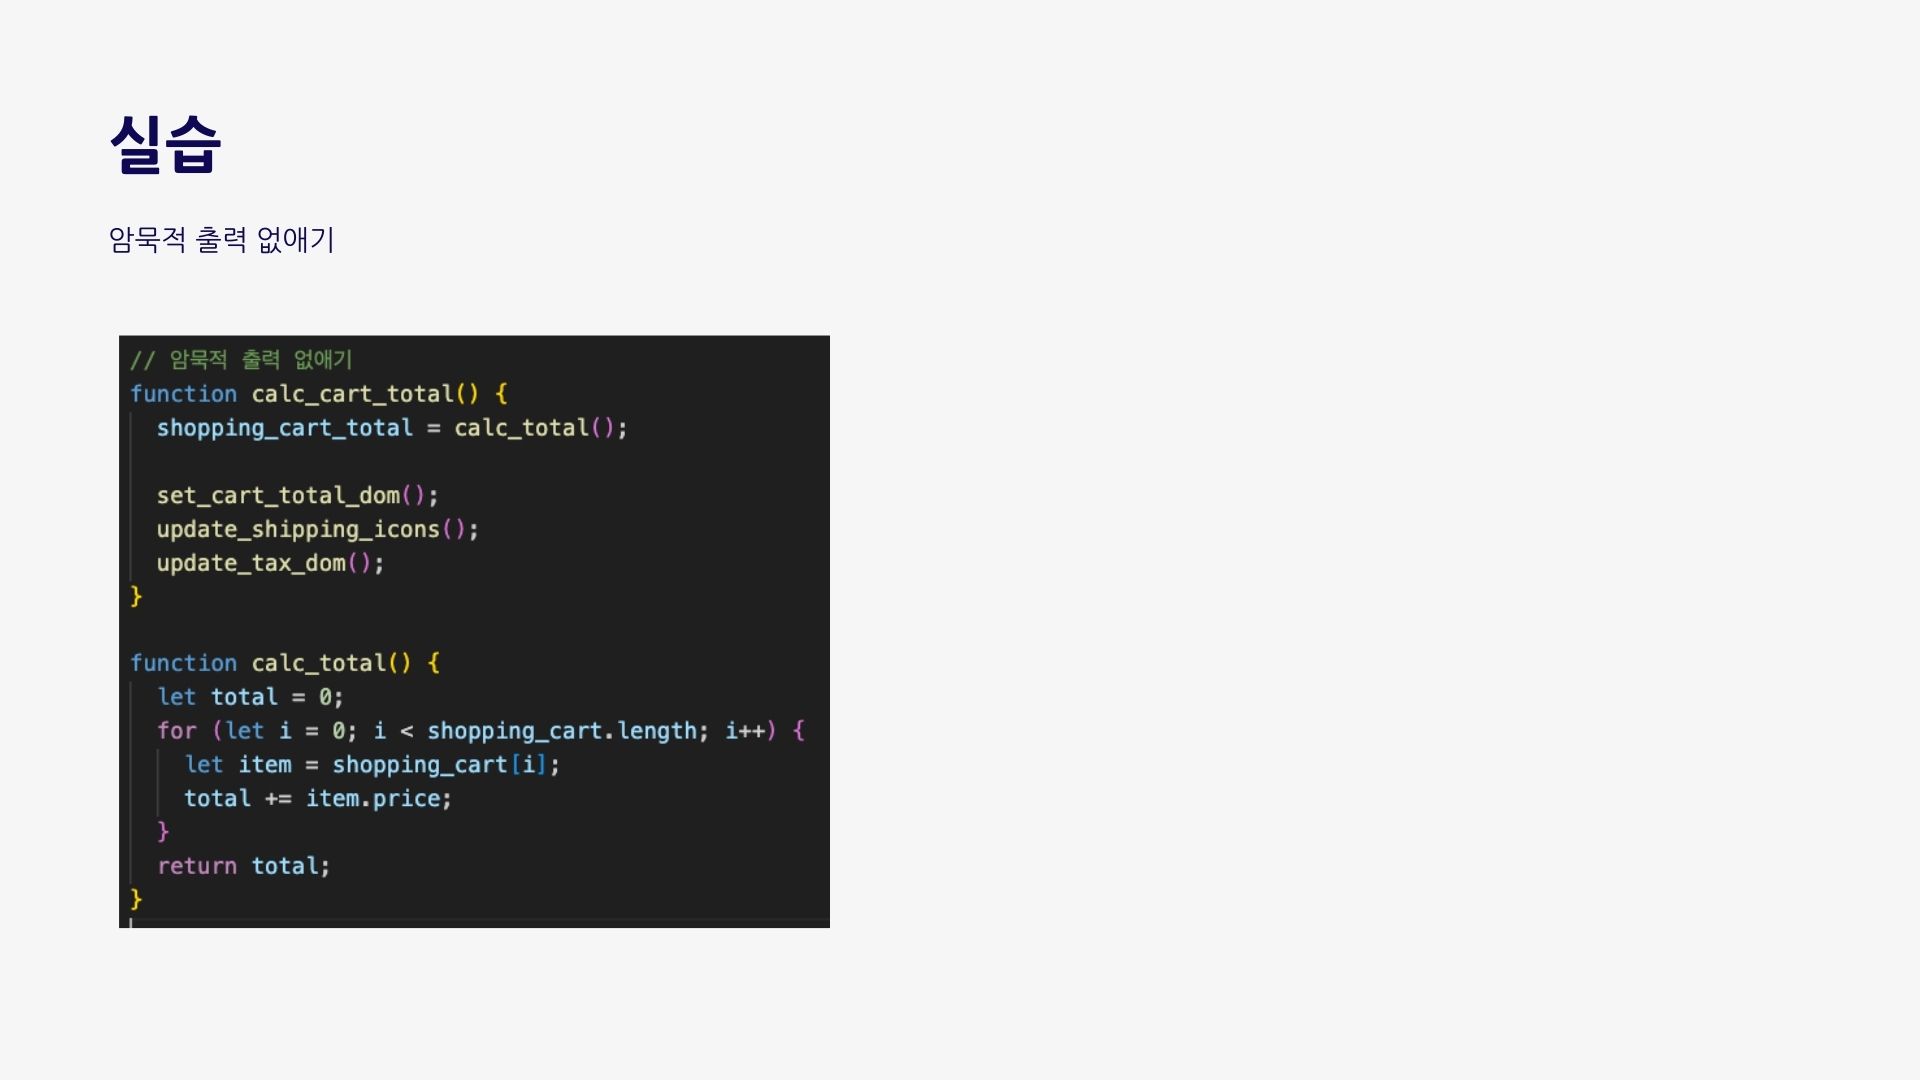 실습
암묵적 출력 없애기
// 암묵적 출력 없애기
function calc_cart_total() {
  shopping_cart_total = calc_total();

  set_cart_total_dom();
  update_shipping_icons();
  update_tax_dom();
}

function calc_total() {
  let total = 0;
  for (let i = 0; i < shopping_cart.length; i++) {
    let item = shopping_cart[i];
    total += item.price;
  }
  return total;
}